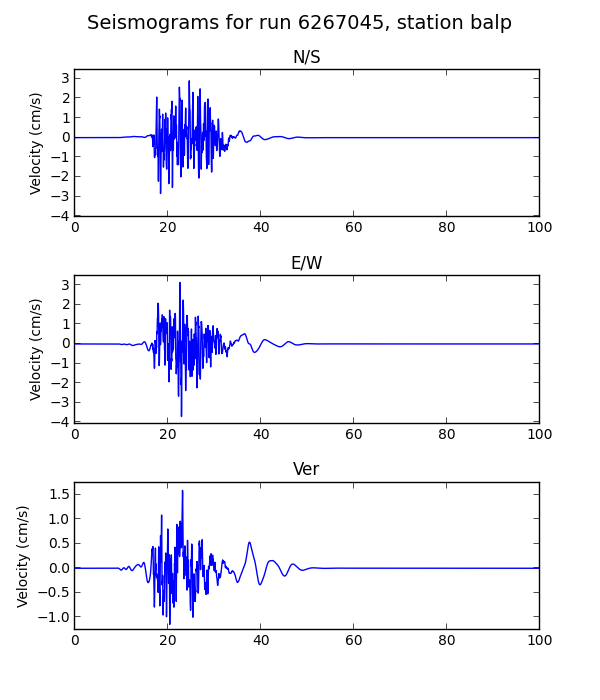 Seismograms for run 6267045, station balp
N/S
Velocity (cm/s)
3
2
1
0
−1
−2
−3
−4
0 20 40 60 80 100
E/W
Velocity (cm/s)
3
2
1
0
−1
−2
−3
−4
0 20 40 60 80 100
Ver
Velocity (cm/s)
1.5
1.0
0.5
0.0
−0.5
−1.0
0 20 40 60 80 100